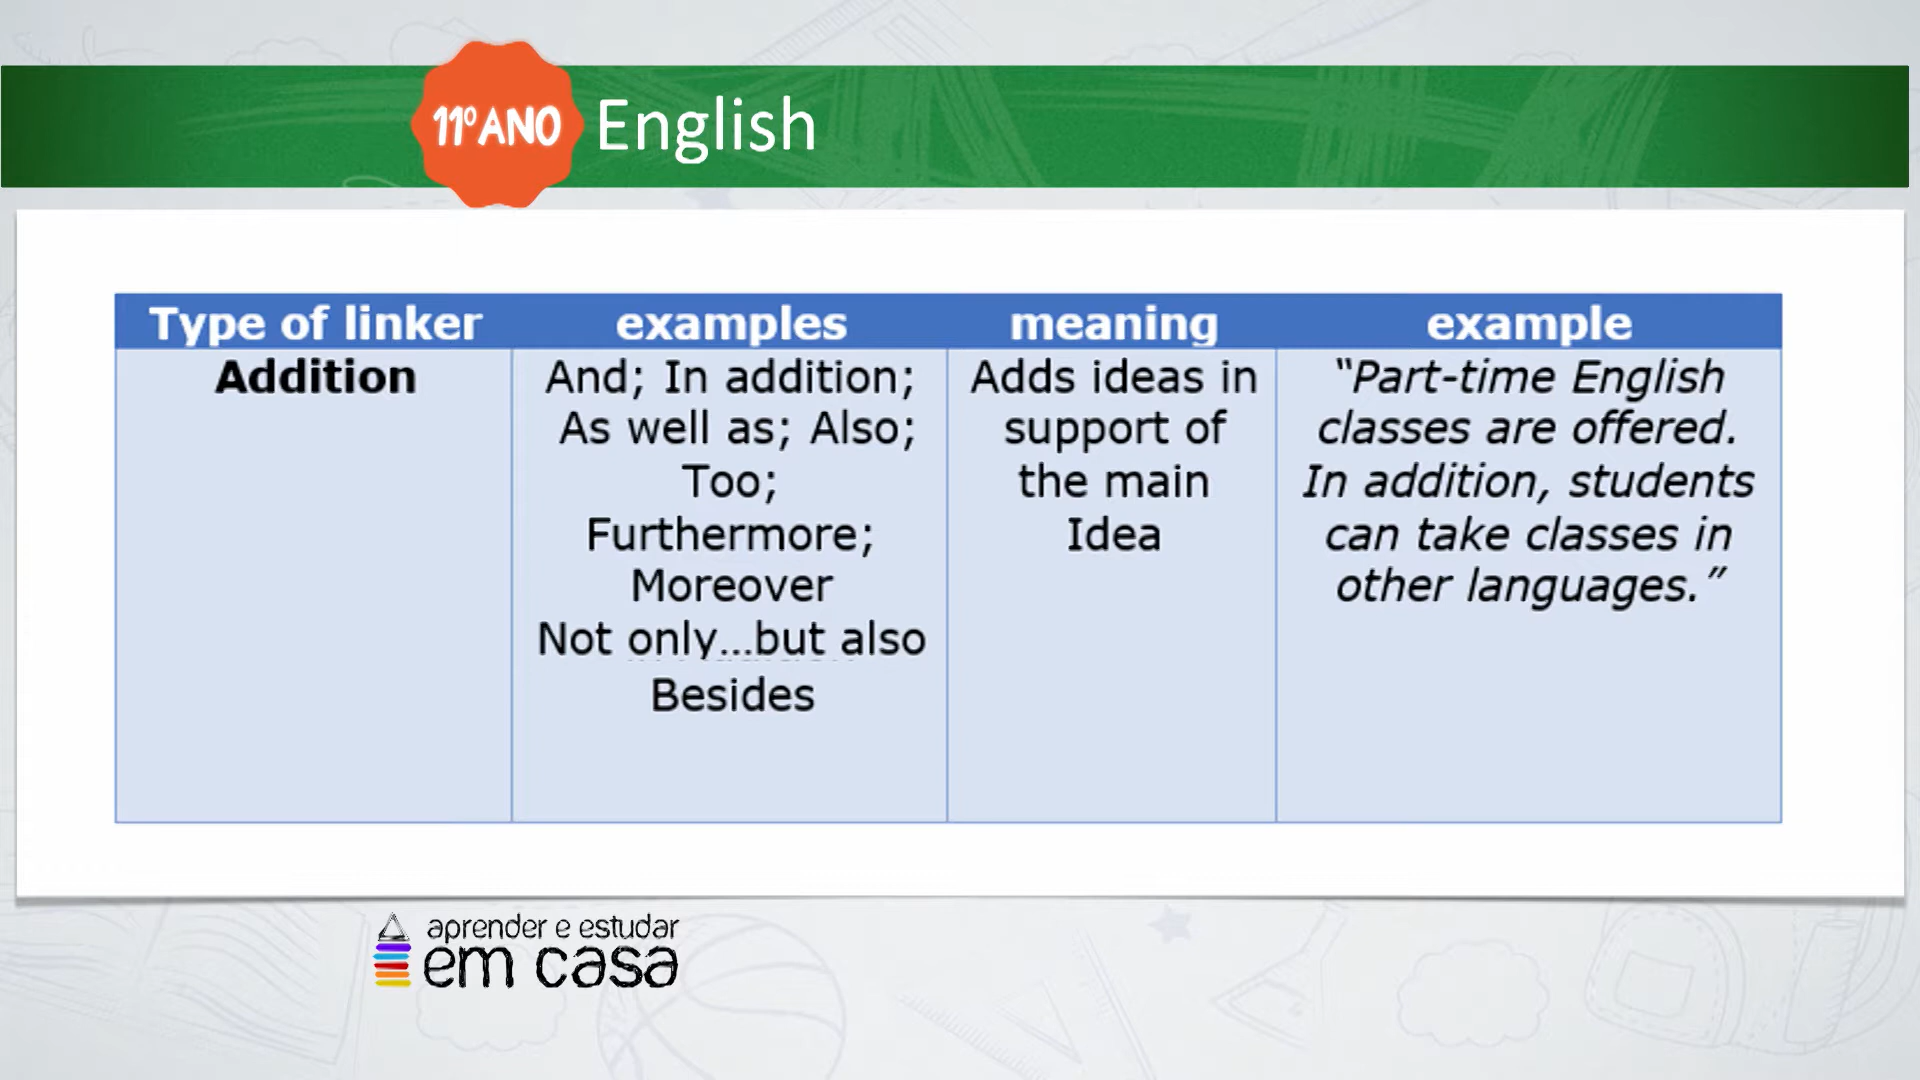 11º ANO English
Type of linker examples meaning example
Addition
And; In addition;
As well as; Also;
Too;
Furthermore;
Moreover
Not only...but also
Besides
Adds ideas in
support of
the main
Idea
“Part-time English
classes are offered.
In addition, students
can take classes in
other languages.”
aprender e estudar
em casa